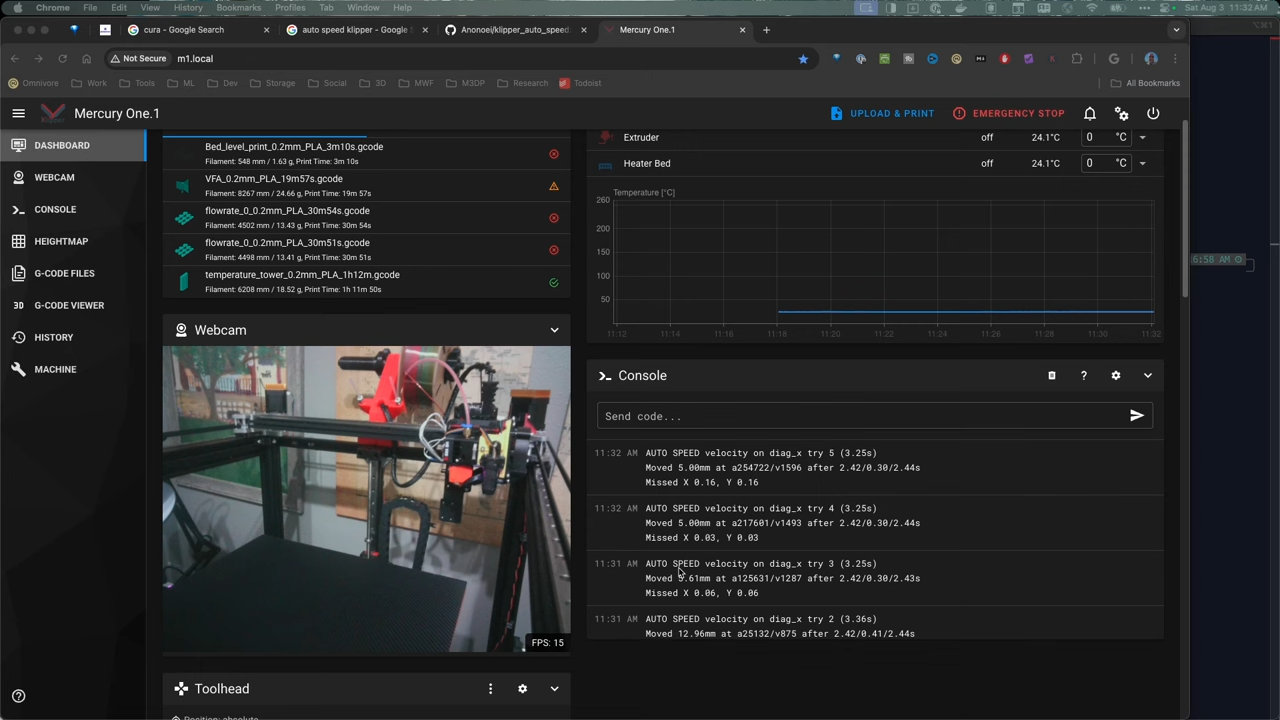 Chrome File Edit View History Bookmarks Profiles Tab Window Help
Sat Aug 3 11:32AM
cura - Google Search
auto speed klipper - Google S
Anonoei/klipper_auto_speed:
Mercury One.1
Not Secure m1.local
Omnivore Work ML Dev Storage Social 3D MWF M3DP Research Todoist All Bookmarks
Mercury One.1
UPLOAD & PRINT EMERGENCY STOP
DASHBOARD
WEBCAM
CONSOLE
HEIGHTMAP
G-CODE FILES
3D G-CODE VIEWER
HISTORY
MACHINE
Bed_level_print_0.2mm_PLA_3m10s.gcode
Filament: 548 mm / 1.63 g, Print Time: 3m 10s
VFA_0.2mm_PLA_19m57s.gcode
Filament: 8267 mm / 24.66 g, Print Time: 19m 57s
flowrate_0_0.2mm_PLA_30m54s.gcode
Filament: 4502 mm / 13.43 g, Print Time: 30m 54s
flowrate_0_0.2mm_PLA_30m51s.gcode
Filament: 4498 mm / 13.41 g, Print Time: 30m 51s
temperature_tower_0.2mm_PLA_1h12m.gcode
Filament: 6208 mm / 18.52 g, Print Time: 1h 11m 50s
Webcam
FPS: 15
Toolhead
Position: absolute
Extruder off 24.1°C 0 °C
Heater Bed off 24.1°C 0 °C
Temperature [°C]
260
200
150
100
50
11:12 11:14 11:16 11:18 11:20 11:22 11:24 11:26 11:28 11:30 11:32
Console
Send code...
11:32 AM AUTO SPEED velocity on diag_x try 5 (3.25s)
Moved 5.00mm at a254722/v1596 after 2.42/0.30/2.44s
Missed X 0.16, Y 0.16
11:32 AM AUTO SPEED velocity on diag_x try 4 (3.25s)
Moved 5.00mm at a217601/v1493 after 2.42/0.30/2.44s
Missed X 0.03, Y 0.03
11:31 AM AUTO SPEED velocity on diag_x try 3 (3.25s)
Moved 5.61mm at a125631/v1287 after 2.42/0.30/2.43s
Missed X 0.06, Y 0.06
11:31 AM AUTO SPEED velocity on diag_x try 2 (3.36s)
Moved 12.96mm at a25132/v875 after 2.42/0.41/2.44s
6:58 AM